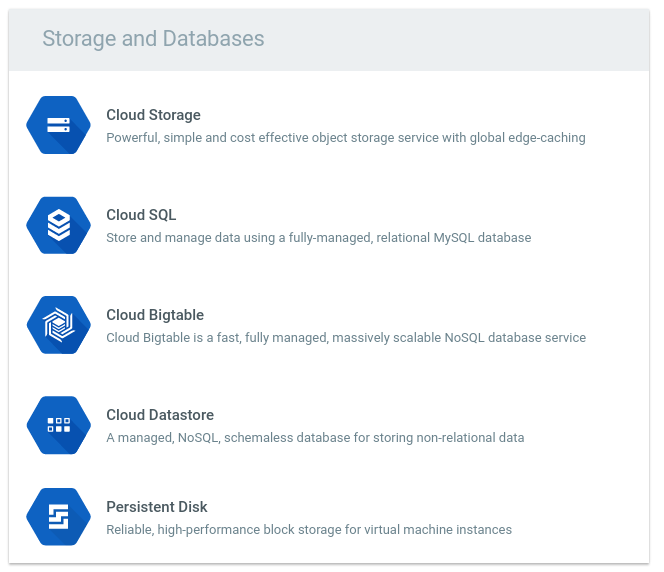 Storage and Databases
Cloud Storage
Powerful, simple and cost effective object storage service with global edge-caching
Cloud SQL
Store and manage data using a fully-managed, relational MySQL database
Cloud Bigtable
Cloud Bigtable is a fast, fully managed, massively scalable NoSQL database service
Cloud Datastore
A managed, NoSQL, schemaless database for storing non-relational data
Persistent Disk
Reliable, high-performance block storage for virtual machine instances